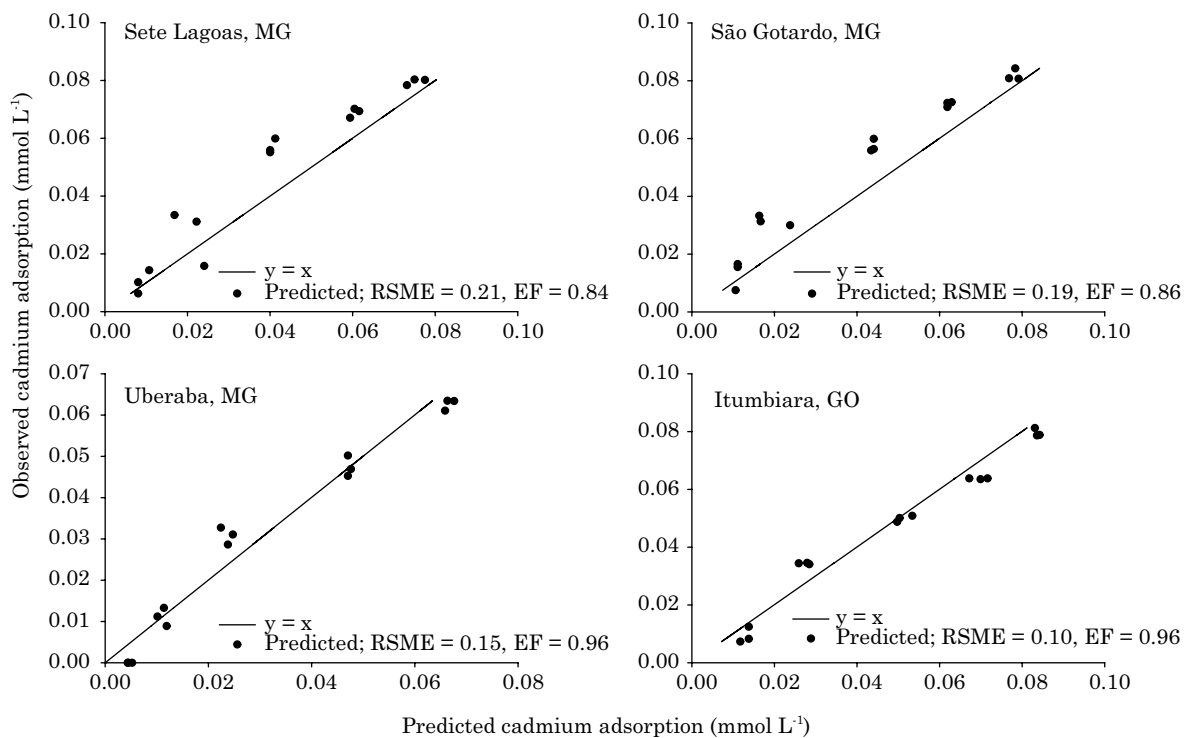 Observed cadmium adsorption (mmol L⁻¹)
Sete Lagoas, MG
0.10
0.08
0.06
0.04
0.02
0.00
y = x
Predicted; RSME = 0.21, EF = 0.84
0.00 0.02 0.04 0.06 0.08 0.10
São Gotardo, MG
0.10
0.08
0.06
0.04
0.02
0.00
y = x
Predicted; RSME = 0.19, EF = 0.86
0.00 0.02 0.04 0.06 0.08 0.10
Uberaba, MG
0.07
0.06
0.05
0.04
0.03
0.02
0.01
0.00
y = x
Predicted; RSME = 0.15, EF = 0.96
0.00 0.02 0.04 0.06 0.08
Itumbiara, GO
0.10
0.08
0.06
0.04
0.02
0.00
y = x
Predicted; RSME = 0.10, EF = 0.96
0.00 0.02 0.04 0.06 0.08 0.10
Predicted cadmium adsorption (mmol L⁻¹)